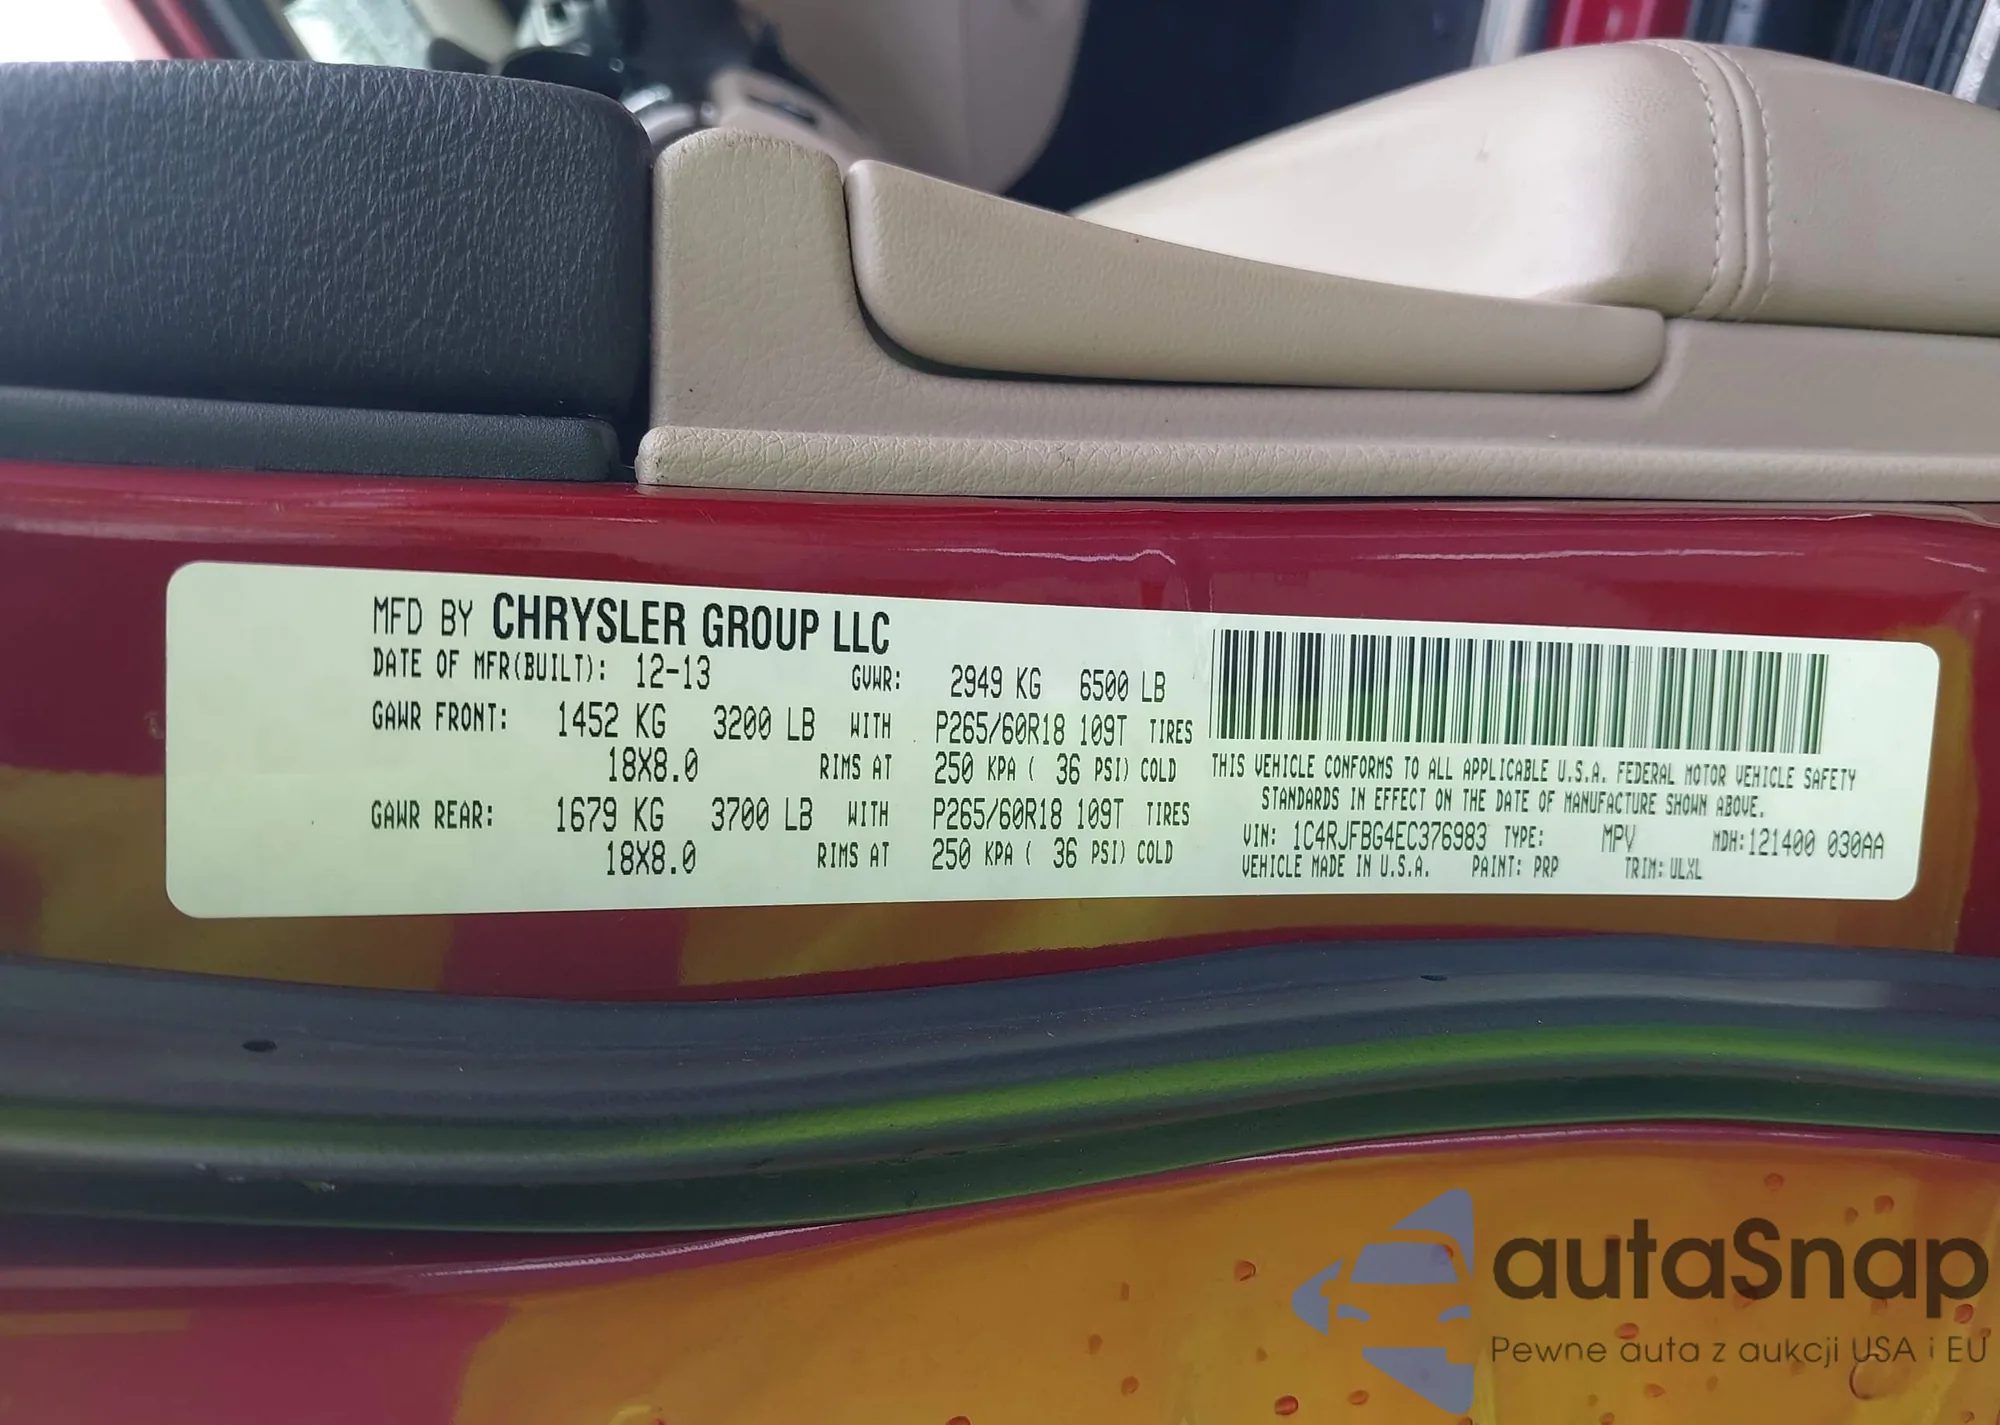 MFD BY CHRYSLER GROUP LLC
DATE OF MFR(BUILT): 12-13 GVWR: 2949 KG 6500 LB
GAWR FRONT: 1452 KG 3200 LB WITH P265/60R18 109T TIRES
18X8.0 RIMS AT 250 KPA ( 36 PSI) COLD
GAWR REAR: 1679 KG 3700 LB WITH P265/60R18 109T TIRES
18X8.0 RIMS AT 250 KPA ( 36 PSI) COLD
THIS VEHICLE CONFORMS TO ALL APPLICABLE U.S.A. FEDERAL MOTOR VEHICLE SAFETY
STANDARDS IN EFFECT ON THE DATE OF MANUFACTURE SHOWN ABOVE.
VIN: 1C4RJFBG4EC376983 TYPE: MPV MDH:121400 030AA
VEHICLE MADE IN U.S.A. PAINT: PRP TRIM: ULXL
autaSnap
Pewne auta z aukcji USA i EU